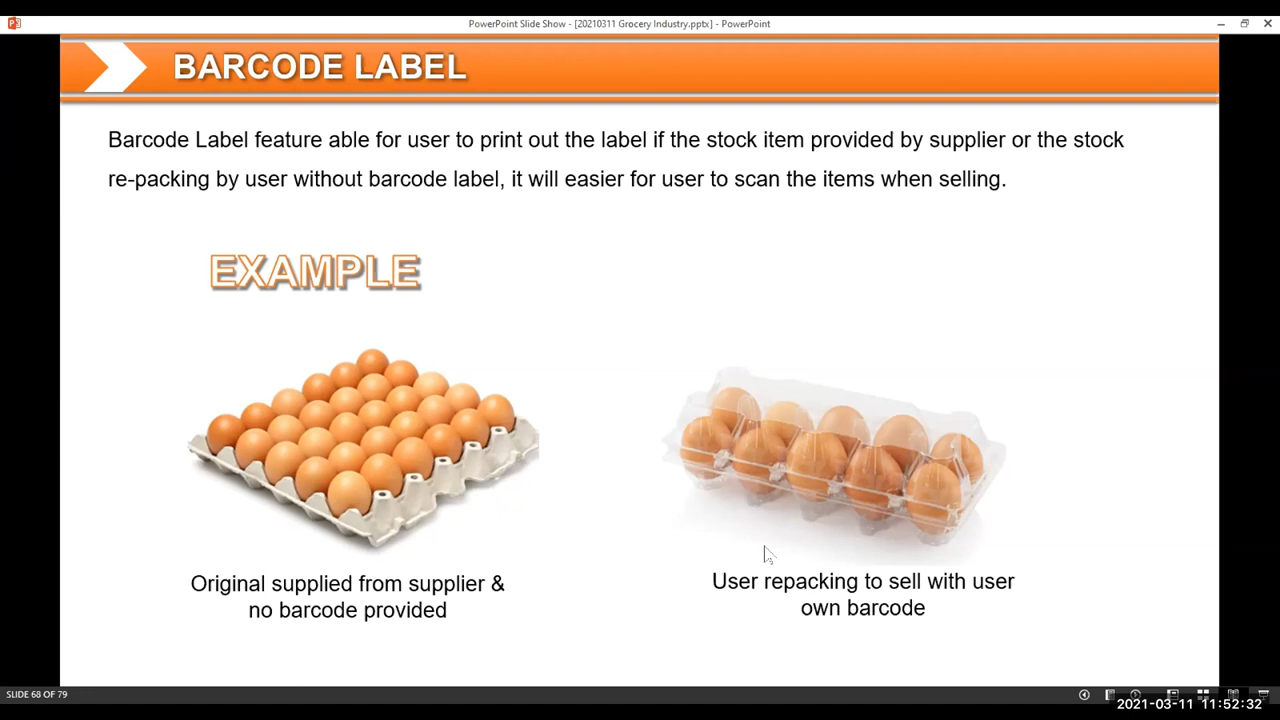 PowerPoint Slide Show - [20210311 Grocery Industry.pptx] - PowerPoint
BARCODE LABEL
Barcode Label feature able for user to print out the label if the stock item provided by supplier or the stock
re-packing by user without barcode label, it will easier for user to scan the items when selling.
EXAMPLE
Original supplied from supplier &
no barcode provided
User repacking to sell with user
own barcode
SLIDE 68 OF 79
2021-03-11 11:52:32